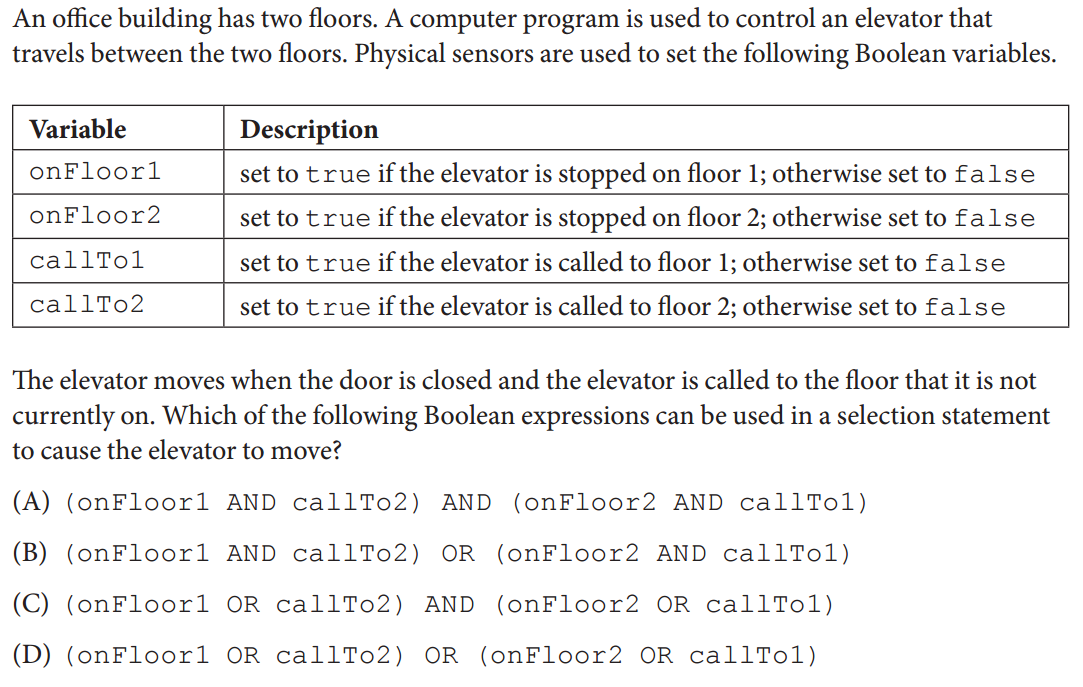 An office building has two floors. A computer program is used to control an elevator that
travels between the two floors. Physical sensors are used to set the following Boolean variables.
Variable Description
onFloor1 set to true if the elevator is stopped on floor 1; otherwise set to false
onFloor2 set to true if the elevator is stopped on floor 2; otherwise set to false
callTo1 set to true if the elevator is called to floor 1; otherwise set to false
callTo2 set to true if the elevator is called to floor 2; otherwise set to false
The elevator moves when the door is closed and the elevator is called to the floor that it is not
currently on. Which of the following Boolean expressions can be used in a selection statement
to cause the elevator to move?
(A) (onFloor1 AND callTo2) AND (onFloor2 AND callTo1)
(B) (onFloor1 AND callTo2) OR (onFloor2 AND callTo1)
(C) (onFloor1 OR callTo2) AND (onFloor2 OR callTo1)
(D) (onFloor1 OR callTo2) OR (onFloor2 OR callTo1)